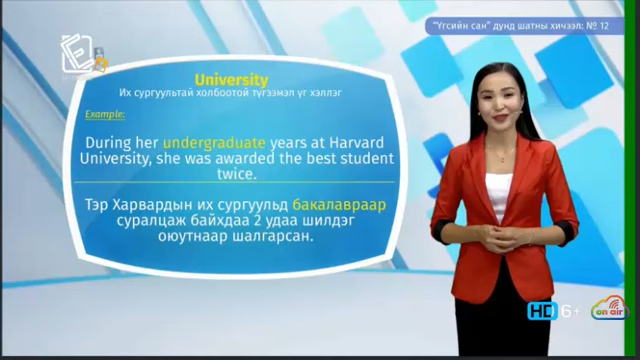 "Үгсийн сан" дунд шатны хичээл: № 12
University
Их сургуультай холбоотой түгээмэл үг хэллэг
Example:
During her undergraduate years at Harvard
University, she was awarded the best student
twice.
Тэр Харвардын их сургуульд бакалавраар
суралцаж байхдаа 2 удаа шилдэг
оюутнаар шалгарсан.
HD 6+ on air